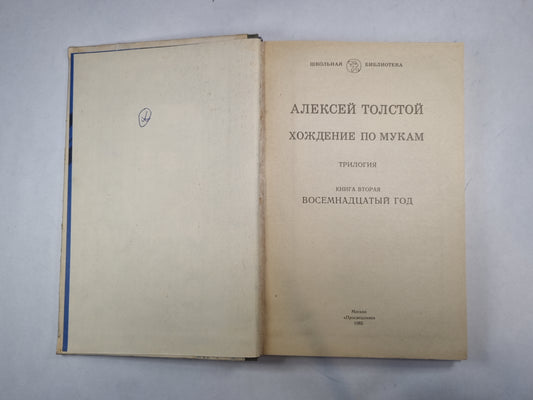 ШКОЛЬНАЯ БИБЛИОТЕКА
АЛЕКСЕЙ ТОЛСТОЙ
ХОЖДЕНИЕ ПО МУКАМ
ТРИЛОГИЯ
КНИГА ВТОРАЯ
ВОСЕМНАДЦАТЫЙ ГОД
Москва
«Просвещение»